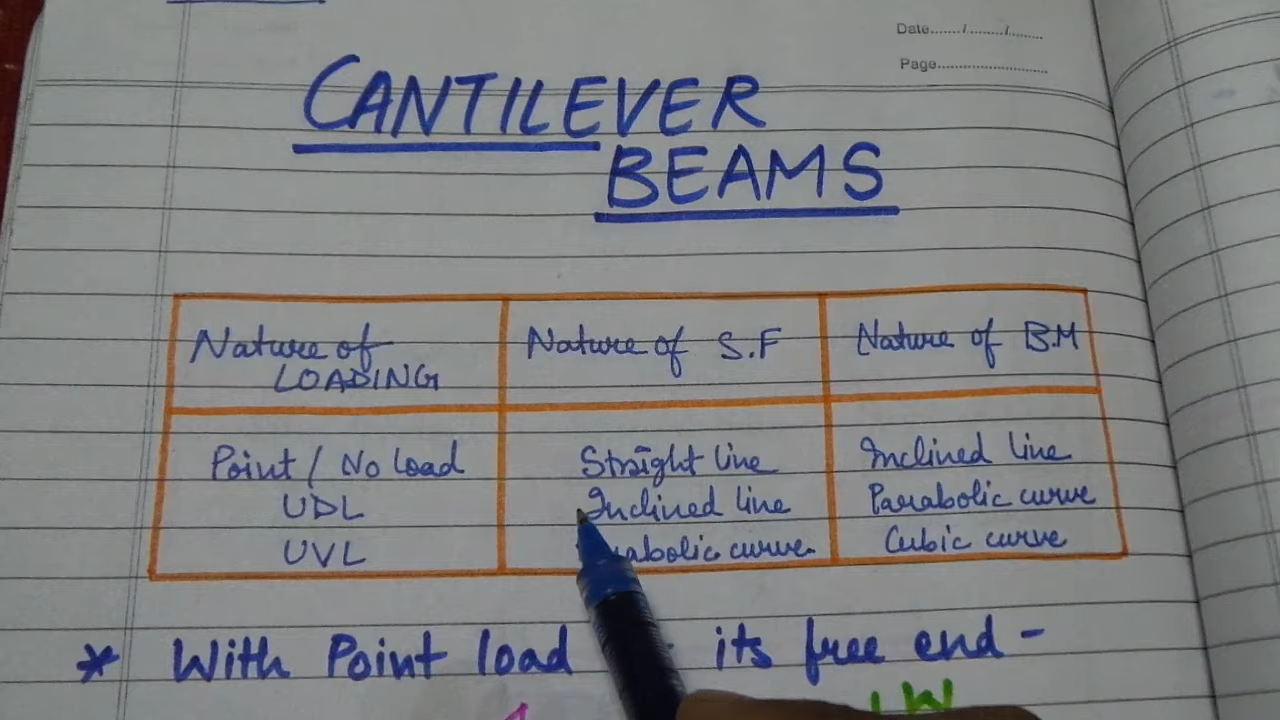 Date......./......../.........
Page.............................
CANTILEVER
BEAMS
Nature of LOADING
Nature of S.F
Nature of B.M
Point / No load
Straight line
Inclined line
UDL
Inclined line
Parabolic curve
UVL
curve.
Cubic curve
* With Point load its free end -
W